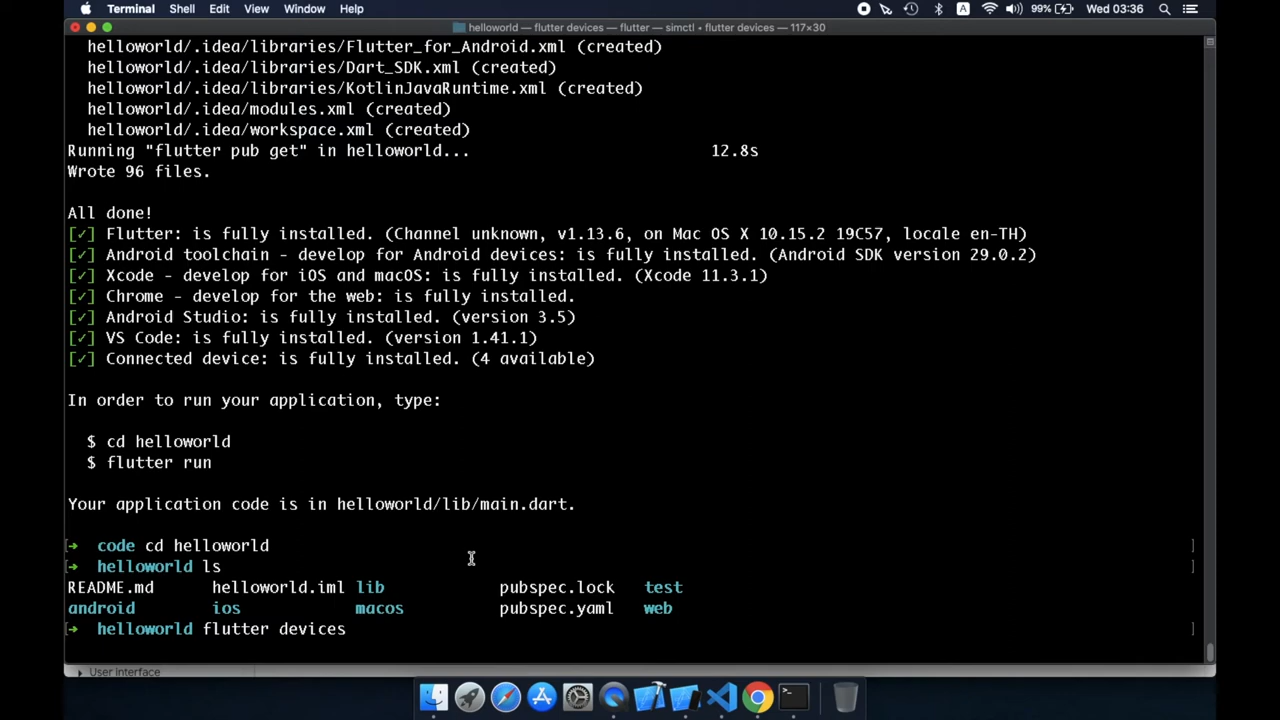 Terminal Shell Edit View Window Help 99% Wed 03:36
helloworld — flutter devices — flutter — simctl • flutter devices — 117×30
helloworld/.idea/libraries/Flutter_for_Android.xml (created)
helloworld/.idea/libraries/Dart_SDK.xml (created)
helloworld/.idea/libraries/KotlinJavaRuntime.xml (created)
helloworld/.idea/modules.xml (created)
helloworld/.idea/workspace.xml (created)
Running "flutter pub get" in helloworld... 12.8s
Wrote 96 files.
All done!
[✓] Flutter: is fully installed. (Channel unknown, v1.13.6, on Mac OS X 10.15.2 19C57, locale en-TH)
[✓] Android toolchain - develop for Android devices: is fully installed. (Android SDK version 29.0.2)
[✓] Xcode - develop for iOS and macOS: is fully installed. (Xcode 11.3.1)
[✓] Chrome - develop for the web: is fully installed.
[✓] Android Studio: is fully installed. (version 3.5)
[✓] VS Code: is fully installed. (version 1.41.1)
[✓] Connected device: is fully installed. (4 available)
In order to run your application, type:
$ cd helloworld
$ flutter run
Your application code is in helloworld/lib/main.dart.
[➜ code cd helloworld ]
[➜ helloworld ls ]
README.md helloworld.iml lib pubspec.lock test
android ios macos pubspec.yaml web
[➜ helloworld flutter devices ]
User interface